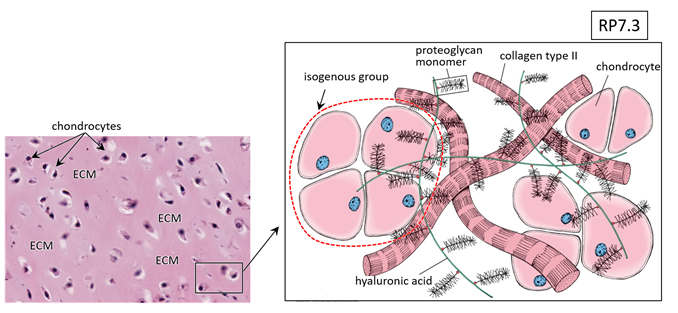 RP7.3
proteoglycan
monomer
collagen type II
isogenous group
chondrocyte
chondrocytes
ECM
ECM
ECM
ECM
hyaluronic acid